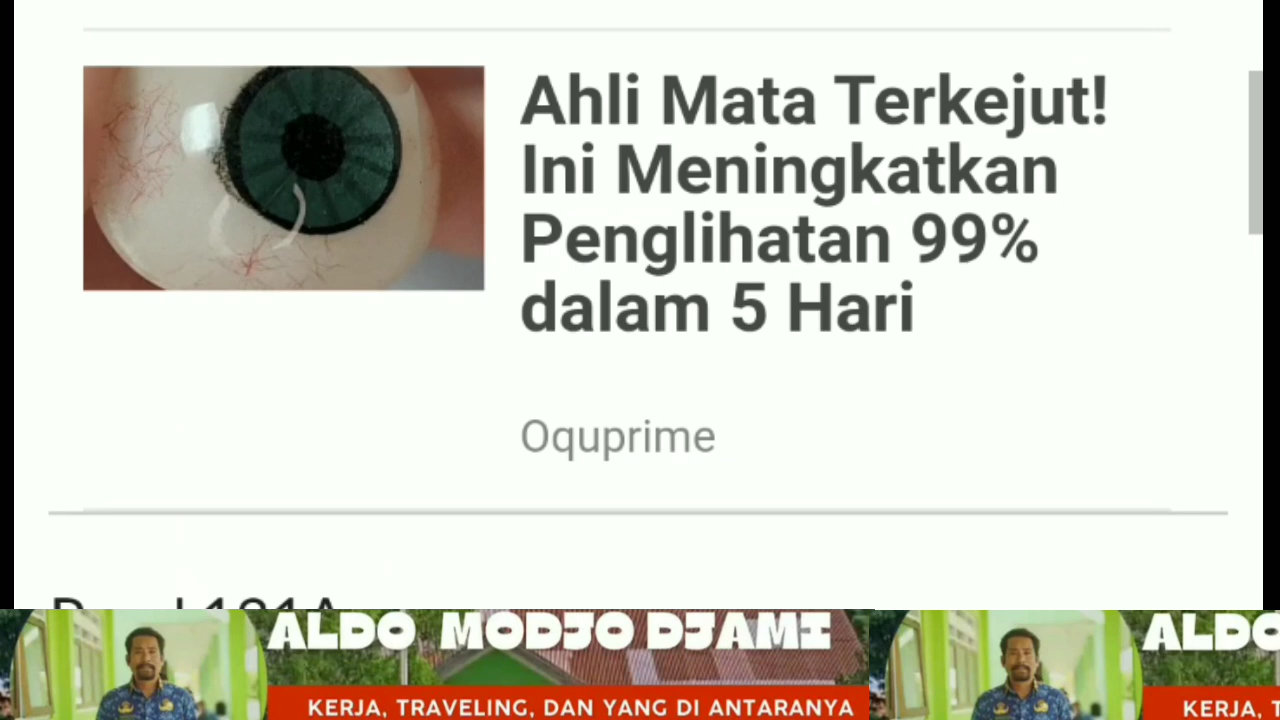 Ahli Mata Terkejut!
Ini Meningkatkan
Penglihatan 99%
dalam 5 Hari
Oquprime
ALDO MODJO DJAMI
KERJA, TRAVELING, DAN YANG DI ANTARANYA
ALDO
KERJA, T